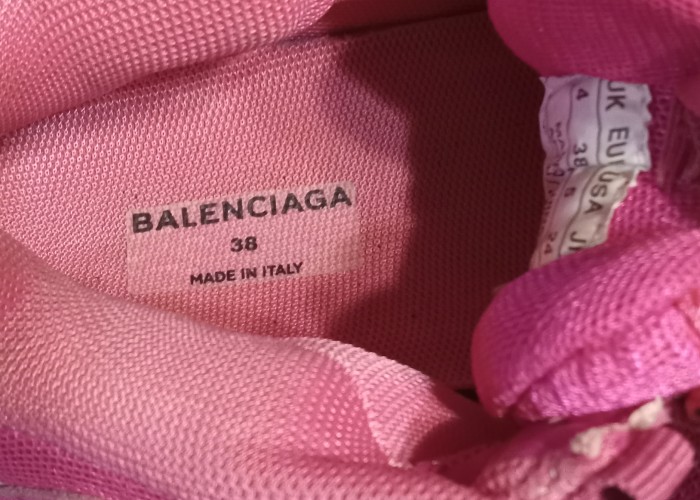 BALENCIAGA
38
MADE IN ITALY
UK EU
4 38
USA